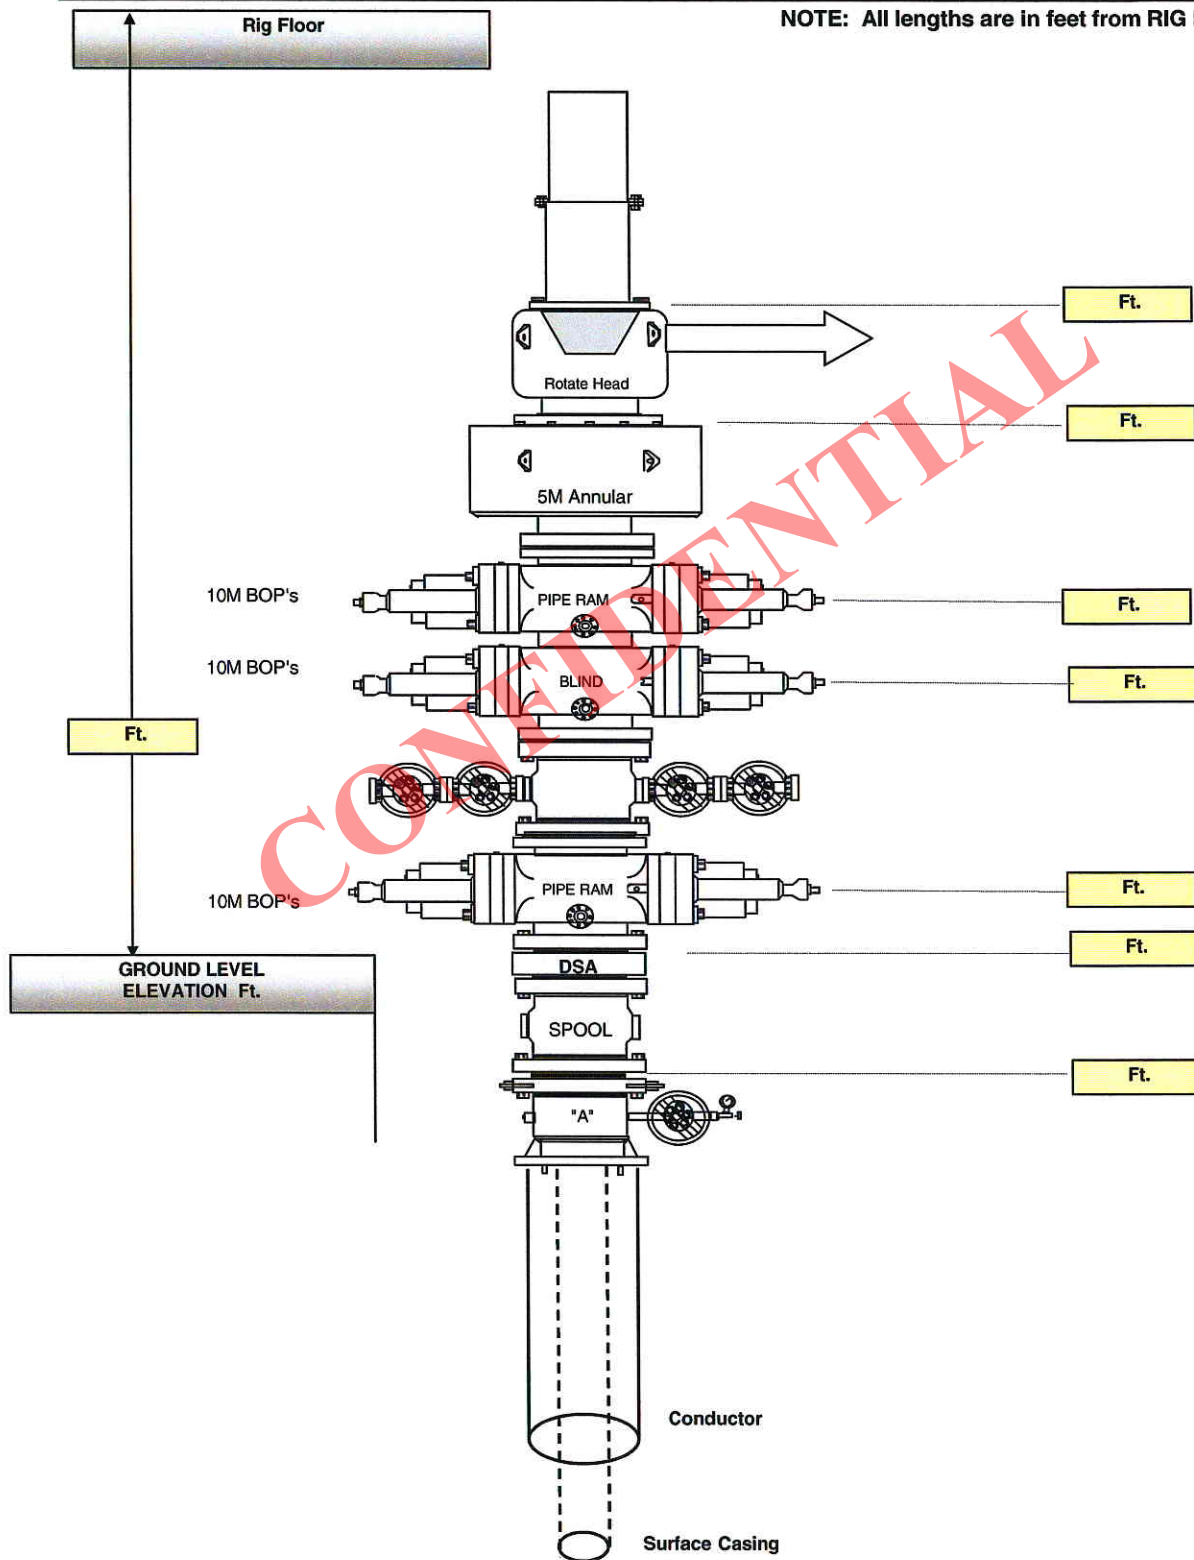 NOTE: All lengths are in feet from RIG
Rig Floor
Ft.
Rotate Head
Ft.
5M Annular
10M BOP's
PIPE RAM
Ft.
10M BOP's
BLIND
Ft.
Ft.
CONFIDENTIAL
10M BOP's
PIPE RAM
Ft.
Ft.
GROUND LEVEL
ELEVATION Ft.
DSA
SPOOL
Ft.
"A"
Conductor
Surface Casing